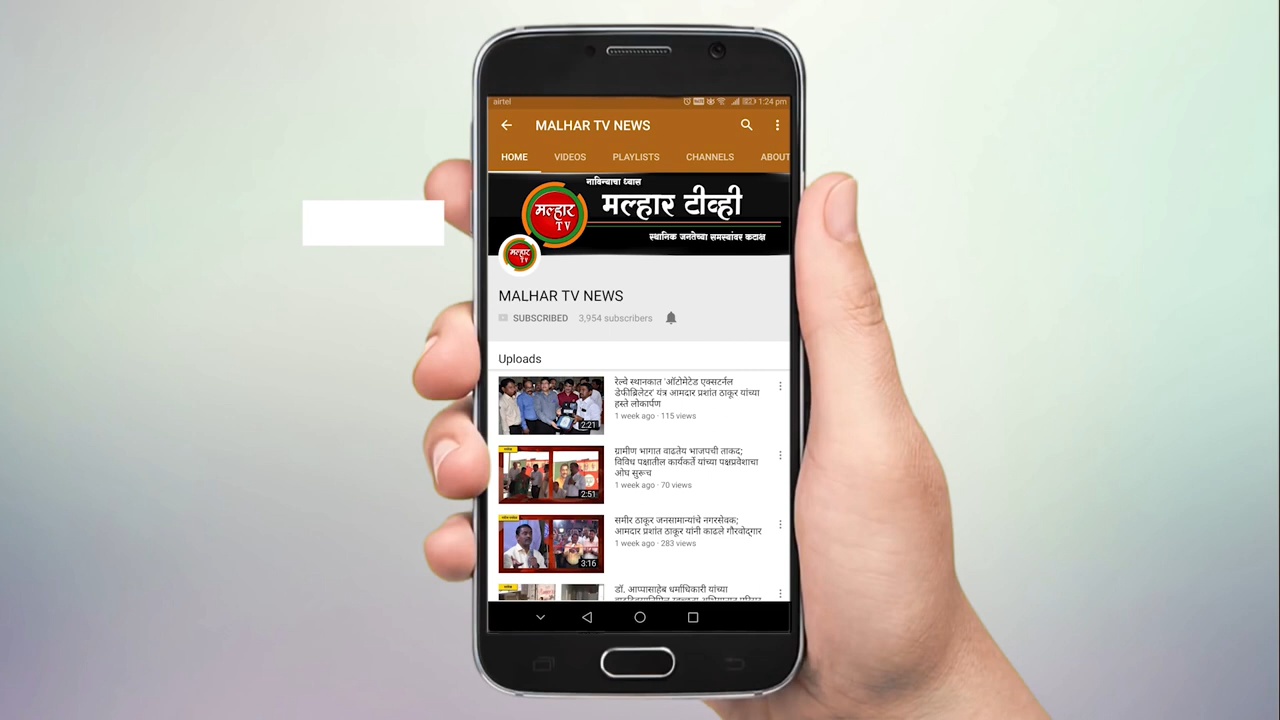 airtel 1:24 pm
MALHAR TV NEWS
HOME VIDEOS PLAYLISTS CHANNELS ABOUT
नाविन्याचा ध्यास
मल्हार टीव्ही
मल्हार
TV
स्थानिक जनतेच्या समस्यांवर कटाक्ष
मल्हार
TV
MALHAR TV NEWS
SUBSCRIBED 3,954 subscribers
Uploads
रेल्वे स्थानकात 'ऑटोमेटेड एक्सटर्नल
डेफीब्रिलेटर' यंत्र आमदार प्रशांत ठाकूर यांच्या
हस्ते लोकार्पण
1 week ago · 115 views
2:21
ग्रामीण भागात वाढतेय भाजपची ताकद;
विविध पक्षातील कार्यकर्ते यांच्या पक्षप्रवेशाचा
ओघ सुरूच
1 week ago · 70 views
2:51
समीर ठाकूर जनसामान्यांचे नगरसेवक;
आमदार प्रशांत ठाकूर यांनी काढले गौरवोद्गार
1 week ago · 283 views
3:16
डॉ. आप्पासाहेब धर्माधिकारी यांच्या